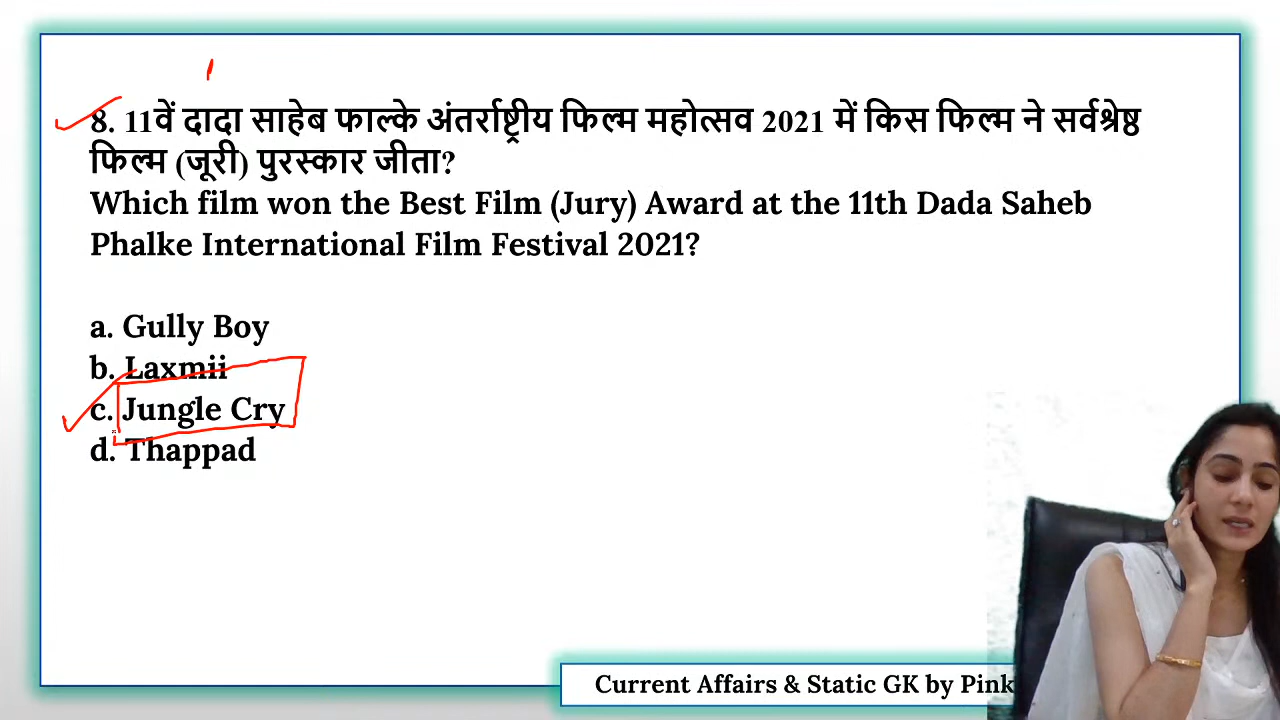 8. 11वें दादा साहेब फाल्के अंतर्राष्ट्रीय फिल्म महोत्सव 2021 में किस फिल्म ने सर्वश्रेष्ठ
फिल्म (जूरी) पुरस्कार जीता?
Which film won the Best Film (Jury) Award at the 11th Dada Saheb
Phalke International Film Festival 2021?
a. Gully Boy
b. Laxmii
c. Jungle Cry
d. Thappad
Current Affairs & Static GK by Pink